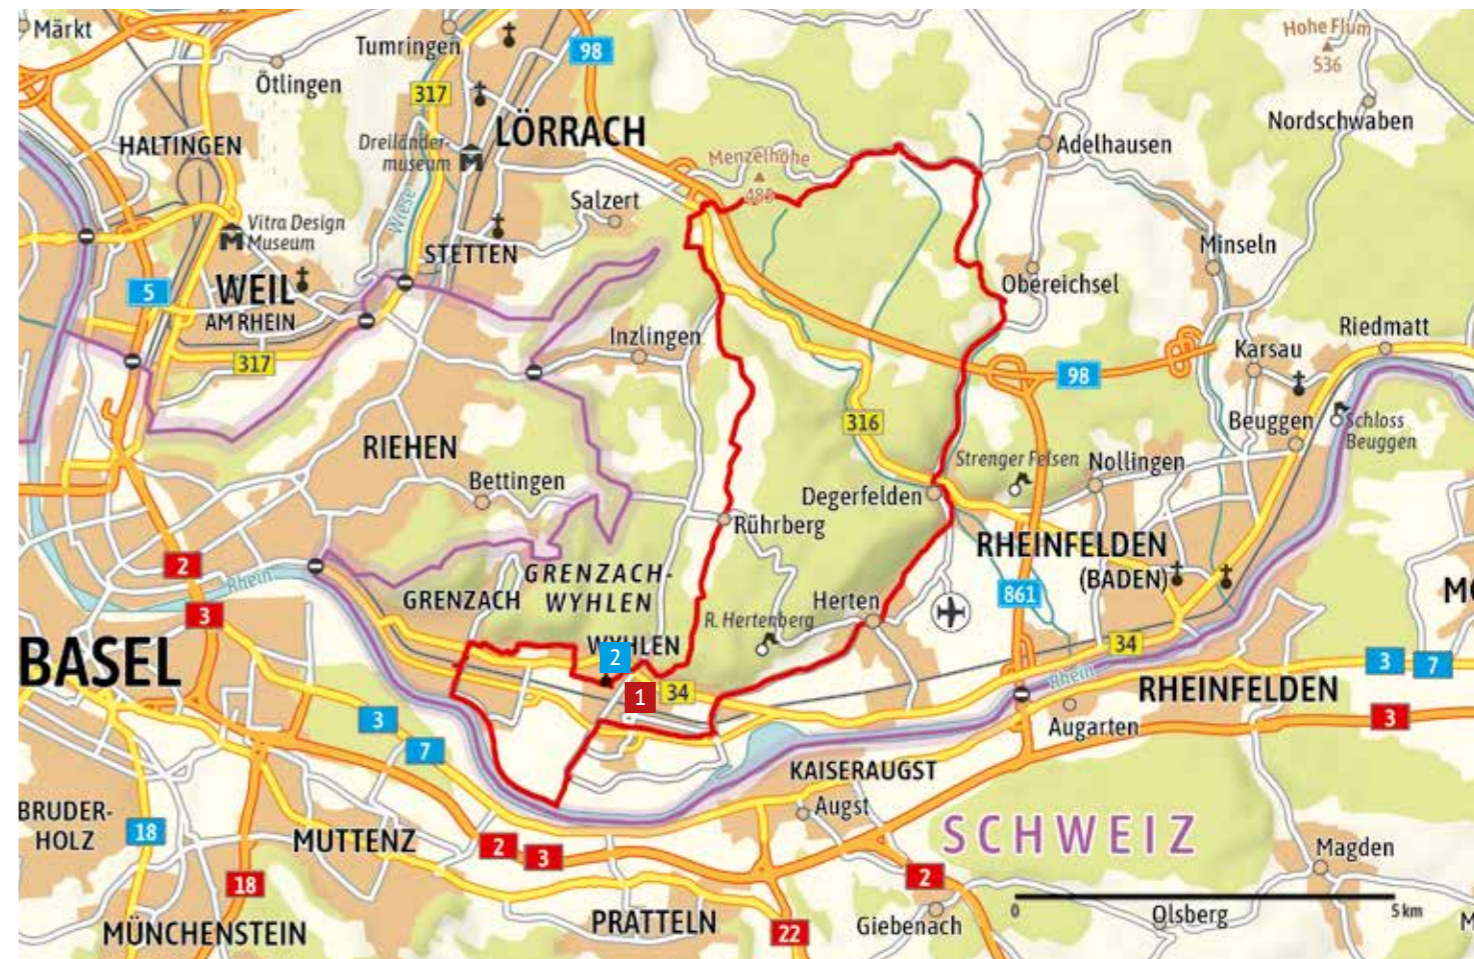 Märkt
Tumringen
98
Hohe Flum
536
Ötlingen
317
Nordschwaben
HALTINGEN
Dreiländer-
museum
LÖRRACH
Adelhausen
Menzelhöhe
Salzert
Wiese
Vitra Design
Museum
STETTEN
Minseln
5
WEIL
AM RHEIN
Obereichsel
317
Inzlingen
Riedmatt
Karsau
98
316
Beuggen
Schloss
Beuggen
RIEHEN
Strenger Felsen
Nollingen
Bettingen
Degerfelden
Rührberg
RHEINFELDEN
(BADEN)
2
Rhein
GRENZACH-
WYHLEN
GRENZACH
Herten
861
3
R. Hertenberg
WYHLEN
2
BASEL
34
3
7
1
34
Rhein
RHEINFELDEN
3
3
7
Augarten
KAISERAUGST
BRUDER-
HOLZ
18
MUTTENZ
Augst
SCHWEIZ
2
3
Magden
18
2
0
5 km
Olsberg
MÜNCHENSTEIN
PRATTELN
22
Giebenach